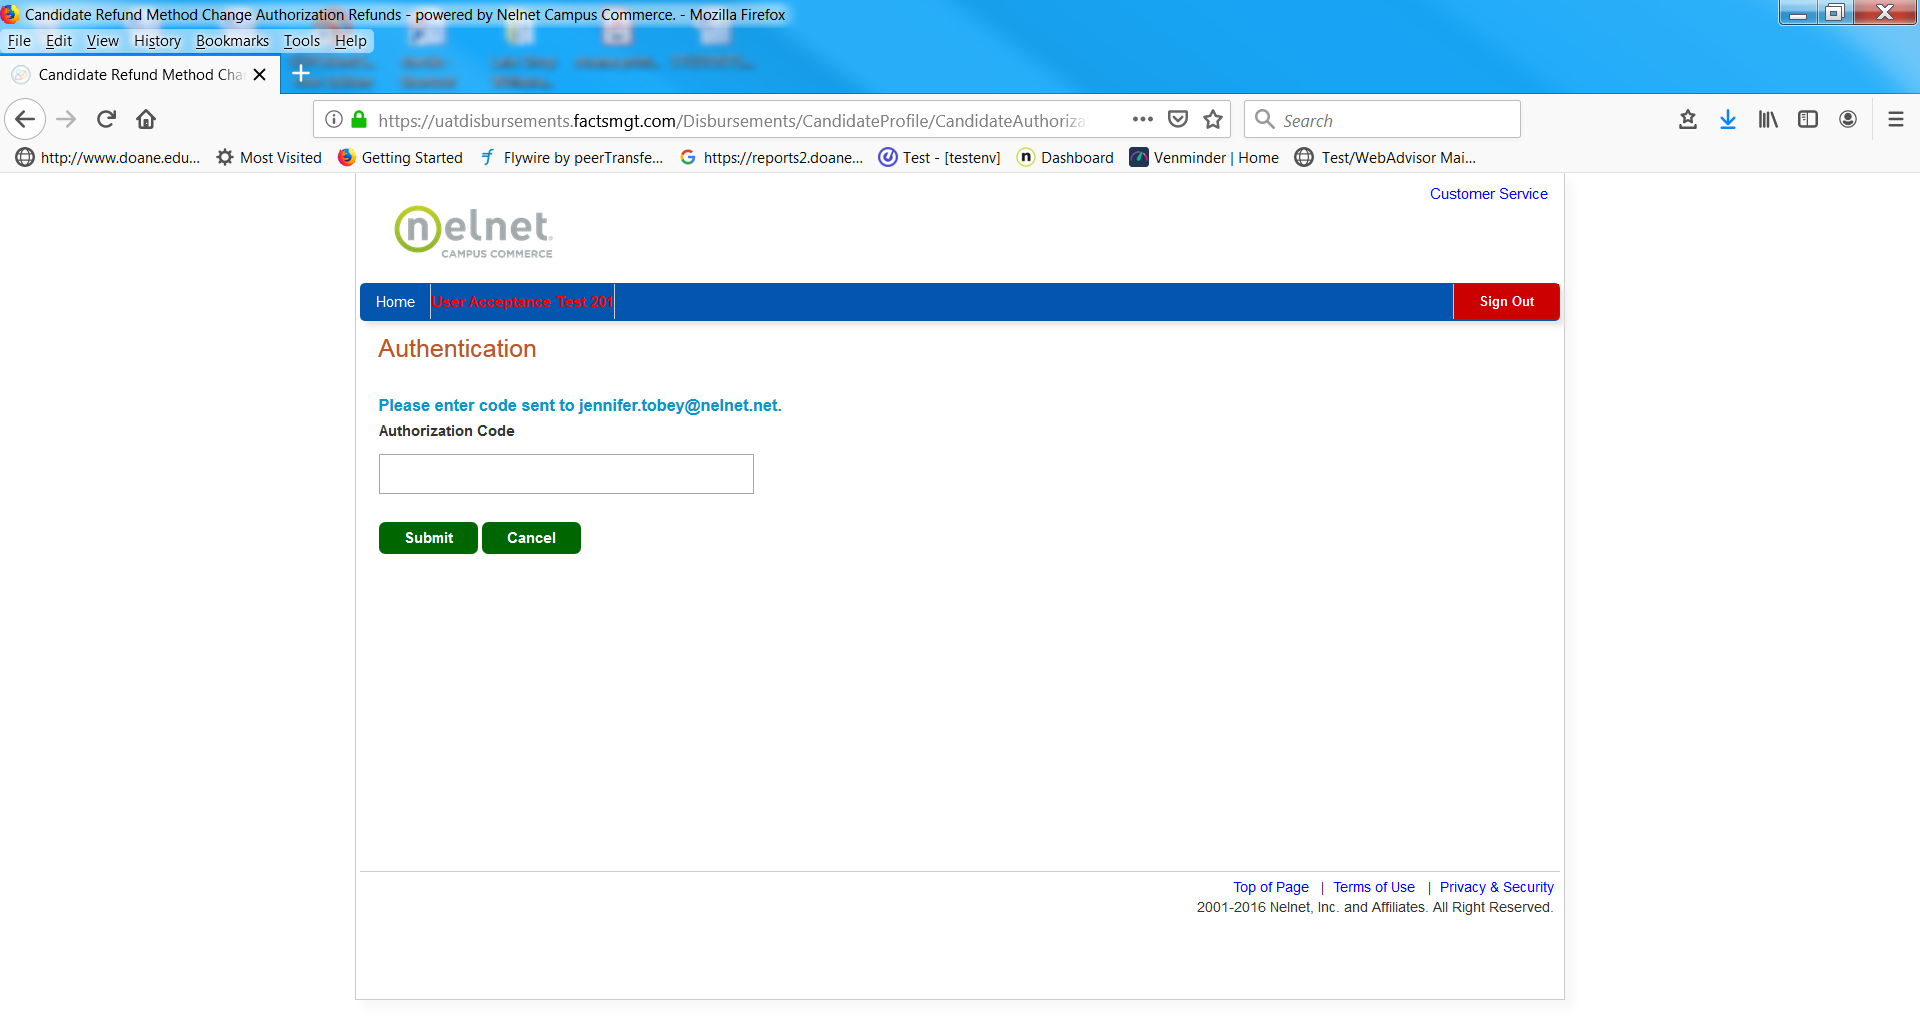 Candidate Refund Method Change Authorization Refunds - powered by Nelnet Campus Commerce. - Mozilla Firefox
File Edit View History Bookmarks Tools Help
Candidate Refund Method Cha
https://uatdisbursements.factsmgt.com/Disbursements/CandidateProfile/CandidateAuthoriza
Search
http://www.doane.edu... Most Visited Getting Started Flywire by peerTransfe... https://reports2.doane... Test - [testenv] Dashboard Venminder | Home Test/WebAdvisor Mai...
Customer Service
nelnet
CAMPUS COMMERCE
Home User Acceptance Test 201 Sign Out
Authentication
Please enter code sent to jennifer.tobey@nelnet.net.
Authorization Code
Submit Cancel
Top of Page | Terms of Use | Privacy & Security
2001-2016 Nelnet, Inc. and Affiliates. All Right Reserved.